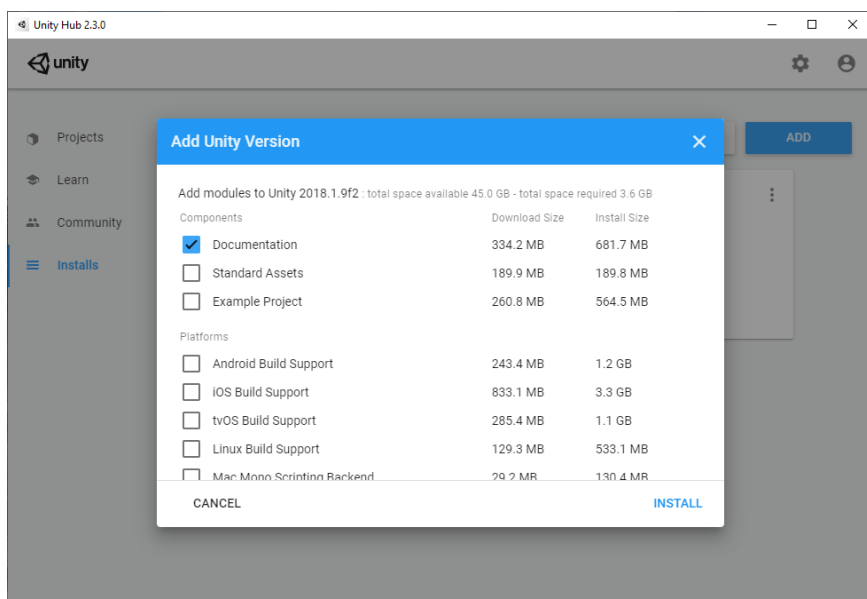 Unity Hub 2.3.0
unity
Projects
Learn
Community
Installs
ADD
Add Unity Version
Add modules to Unity 2018.1.9f2 : total space available 45.0 GB - total space required 3.6 GB
Components Download Size Install Size
Documentation 334.2 MB 681.7 MB
Standard Assets 189.9 MB 189.8 MB
Example Project 260.8 MB 564.5 MB
Platforms
Android Build Support 243.4 MB 1.2 GB
iOS Build Support 833.1 MB 3.3 GB
tvOS Build Support 285.4 MB 1.1 GB
Linux Build Support 129.3 MB 533.1 MB
Mac Mono Scripting Backend 29.2 MB 130.4 MB
CANCEL INSTALL